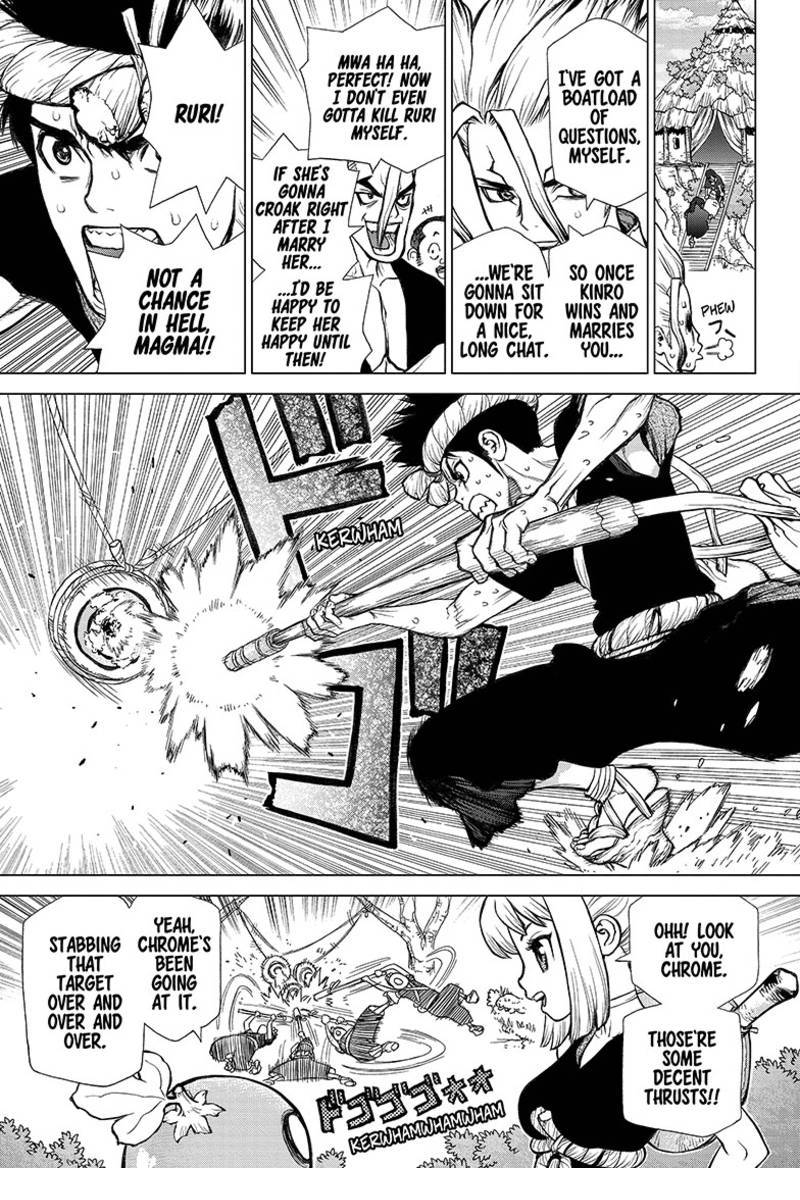 PHEW
フー
I'VE GOT A
BOATLOAD
OF
QUESTIONS,
MYSELF.
SO ONCE
KINRO
WINS AND
MARRIES
YOU...
...WE'RE
GONNA SIT
DOWN FOR
A NICE,
LONG CHAT.
MWA HA HA,
PERFECT! NOW
I DON'T EVEN
GOTTA KILL RURI
MYSELF.
IF SHE'S
GONNA
CROAK RIGHT
AFTER I
MARRY
HER...
...I'D BE
HAPPY TO
KEEP HER
HAPPY UNTIL
THEN!
RURI!
NOT A
CHANCE
IN HELL,
MAGMA!!
ドゴ
KERWHAM
OHH! LOOK
AT YOU,
CHROME.
THOSE'RE
SOME
DECENT
THRUSTS!!
YEAH,
CHROME'S
BEEN
GOING
AT IT.
STABBING
THAT
TARGET
OVER AND
OVER AND
OVER.
ドゴゴゴォォ
KERWHAMWHAMWHAM